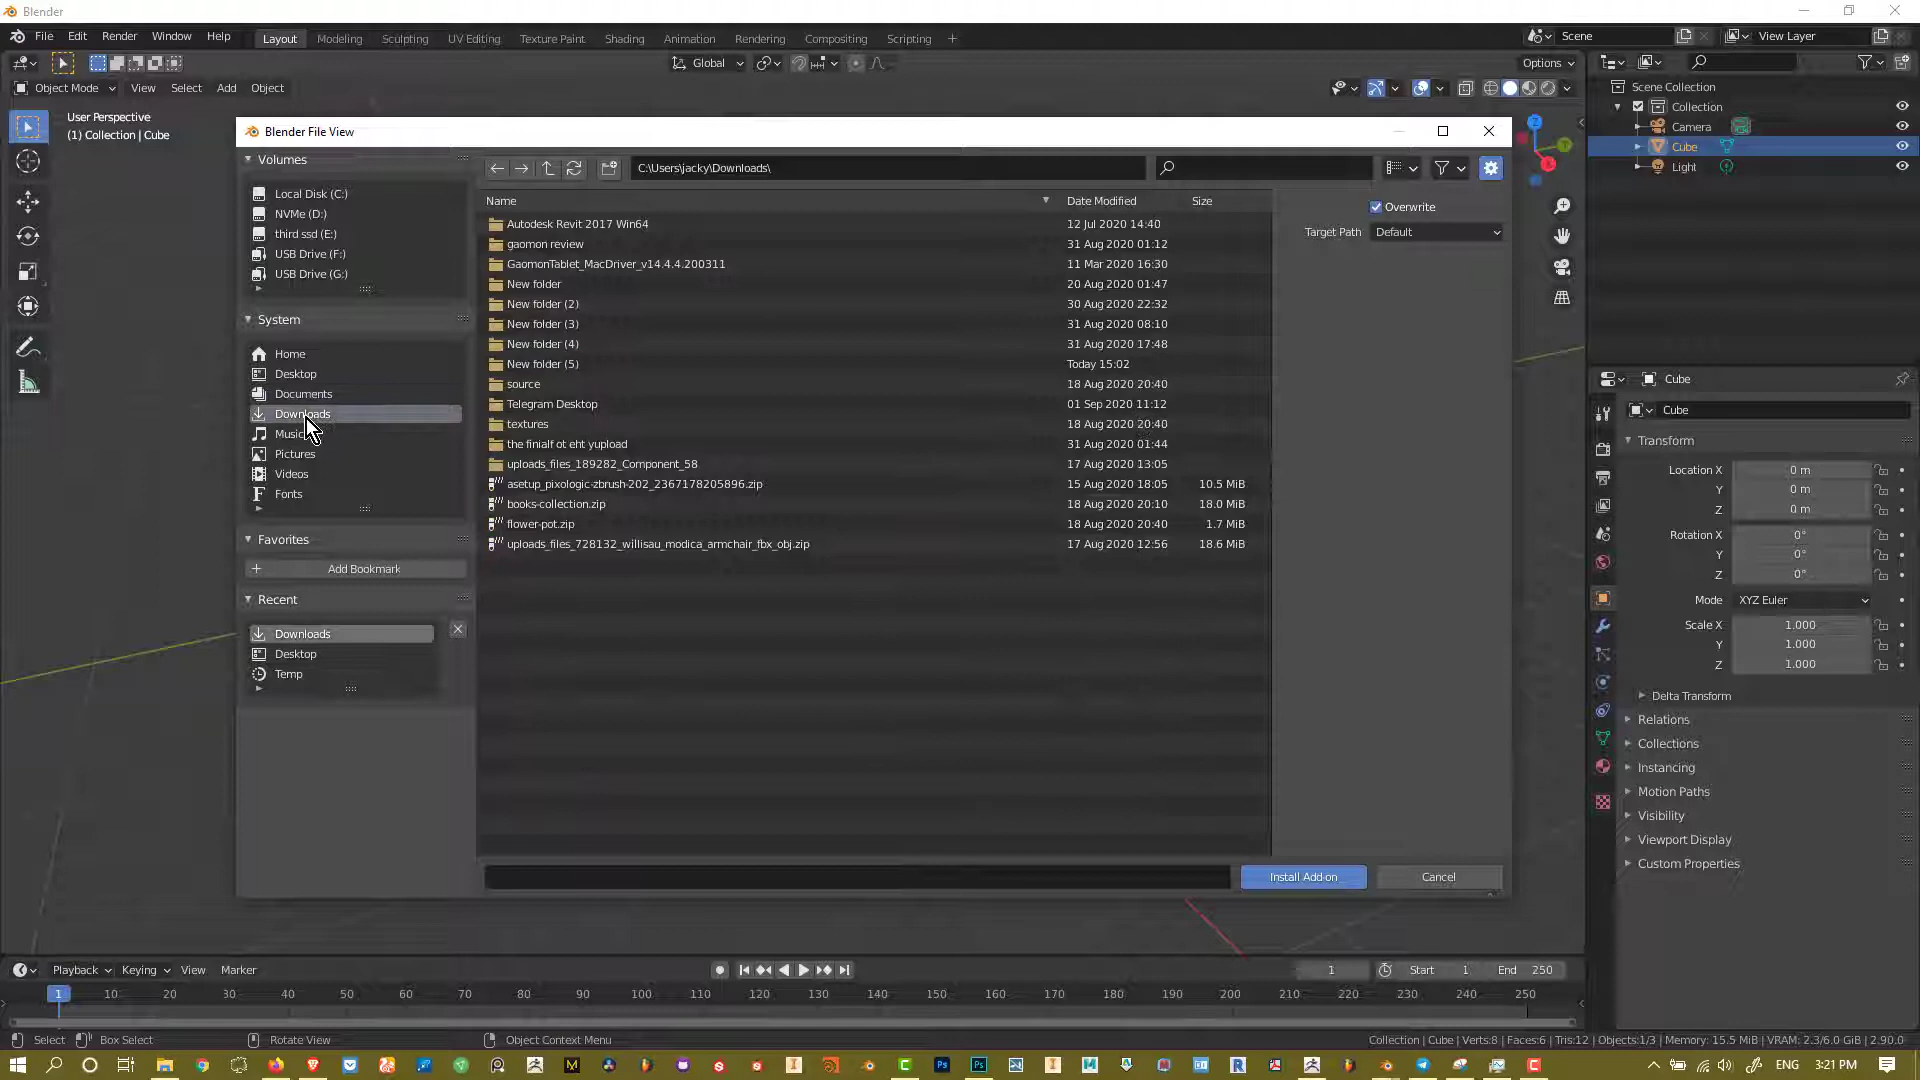 Blender
File Edit Render Window Help Layout Modeling Sculpting UV Editing Texture Paint Shading Animation Rendering Compositing Scripting + Scene View Layer
Global Options
Object Mode View Select Add Object
User Perspective
(1) Collection | Cube
Scene Collection
Collection
Camera
Cube
Light
Blender File View
Volumes
Local Disk (C:)
NVMe (D:)
third ssd (E:)
USB Drive (F:)
USB Drive (G:)
System
Home
Desktop
Documents
Downloads
Music
Pictures
Videos
Fonts
Favorites
Add Bookmark
Recent
Downloads
Desktop
Temp
C:\Users\jacky\Downloads\
Name Date Modified Size
Autodesk Revit 2017 Win64 12 Jul 2020 14:40
gaomon review 31 Aug 2020 01:12
GaomonTablet_MacDriver_v14.4.4.200311 11 Mar 2020 16:30
New folder 20 Aug 2020 01:47
New folder (2) 30 Aug 2020 22:32
New folder (3) 31 Aug 2020 08:10
New folder (4) 31 Aug 2020 17:48
New folder (5) Today 15:02
source 18 Aug 2020 20:40
Telegram Desktop 01 Sep 2020 11:12
textures 18 Aug 2020 20:40
the finialf ot eht yupload 31 Aug 2020 01:44
uploads_files_189282_Component_58 17 Aug 2020 13:05
asetup_pixologic-zbrush-202_2367178205896.zip 15 Aug 2020 18:05 10.5 MiB
books-collection.zip 18 Aug 2020 20:10 18.0 MiB
flower-pot.zip 18 Aug 2020 20:40 1.7 MiB
uploads_files_728132_willisau_modica_armchair_fbx_obj.zip 17 Aug 2020 12:56 18.6 MiB
Overwrite
Target Path Default
Install Add-on
Cancel
Cube
Cube
Transform
Location X 0 m
Y 0 m
Z 0 m
Rotation X 0°
Y 0°
Z 0°
Mode XYZ Euler
Scale X 1.000
Y 1.000
Z 1.000
Delta Transform
Relations
Collections
Instancing
Motion Paths
Visibility
Viewport Display
Custom Properties
Playback Keying View Marker 1 Start 1 End 250
1 10 20 30 40 50 60 70 80 90 100 110 120 130 140 150 160 170 180 190 200 210 220 230 240 250
Select Box Select Rotate View Object Context Menu Collection | Cube | Verts:8 | Faces:6 | Tris:12 | Objects:1/3 | Memory: 15.5 MiB | VRAM: 2.3/6.0 GiB | 2.90.0
ENG 3:21 PM